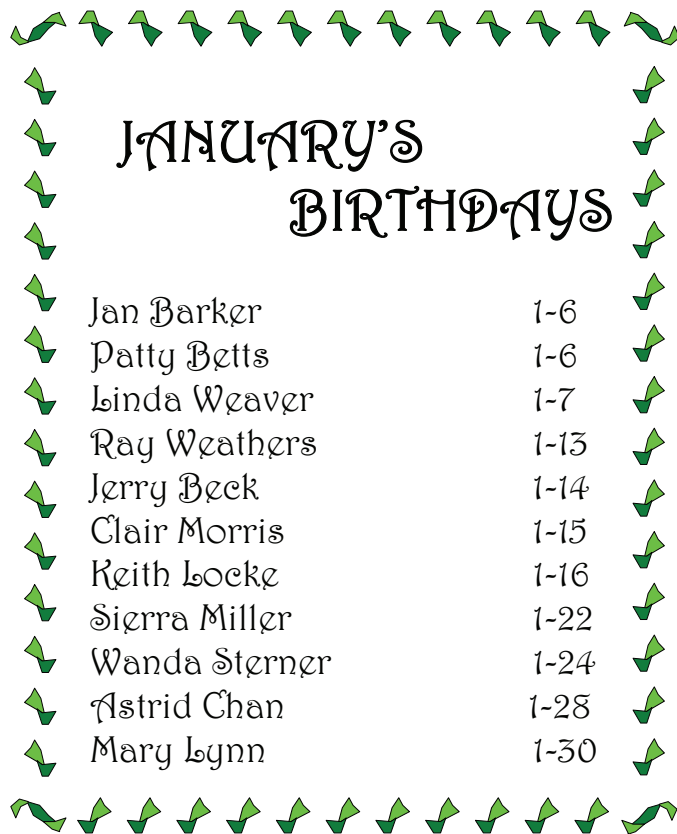 JANUARY'S
BIRTHDAYS
Jan Barker 1-6
Patty Betts 1-6
Linda Weaver 1-7
Ray Weathers 1-13
Jerry Beck 1-14
Clair Morris 1-15
Keith Locke 1-16
Sierra Miller 1-22
Wanda Sterner 1-24
Astrid Chan 1-28
Mary Lynn 1-30